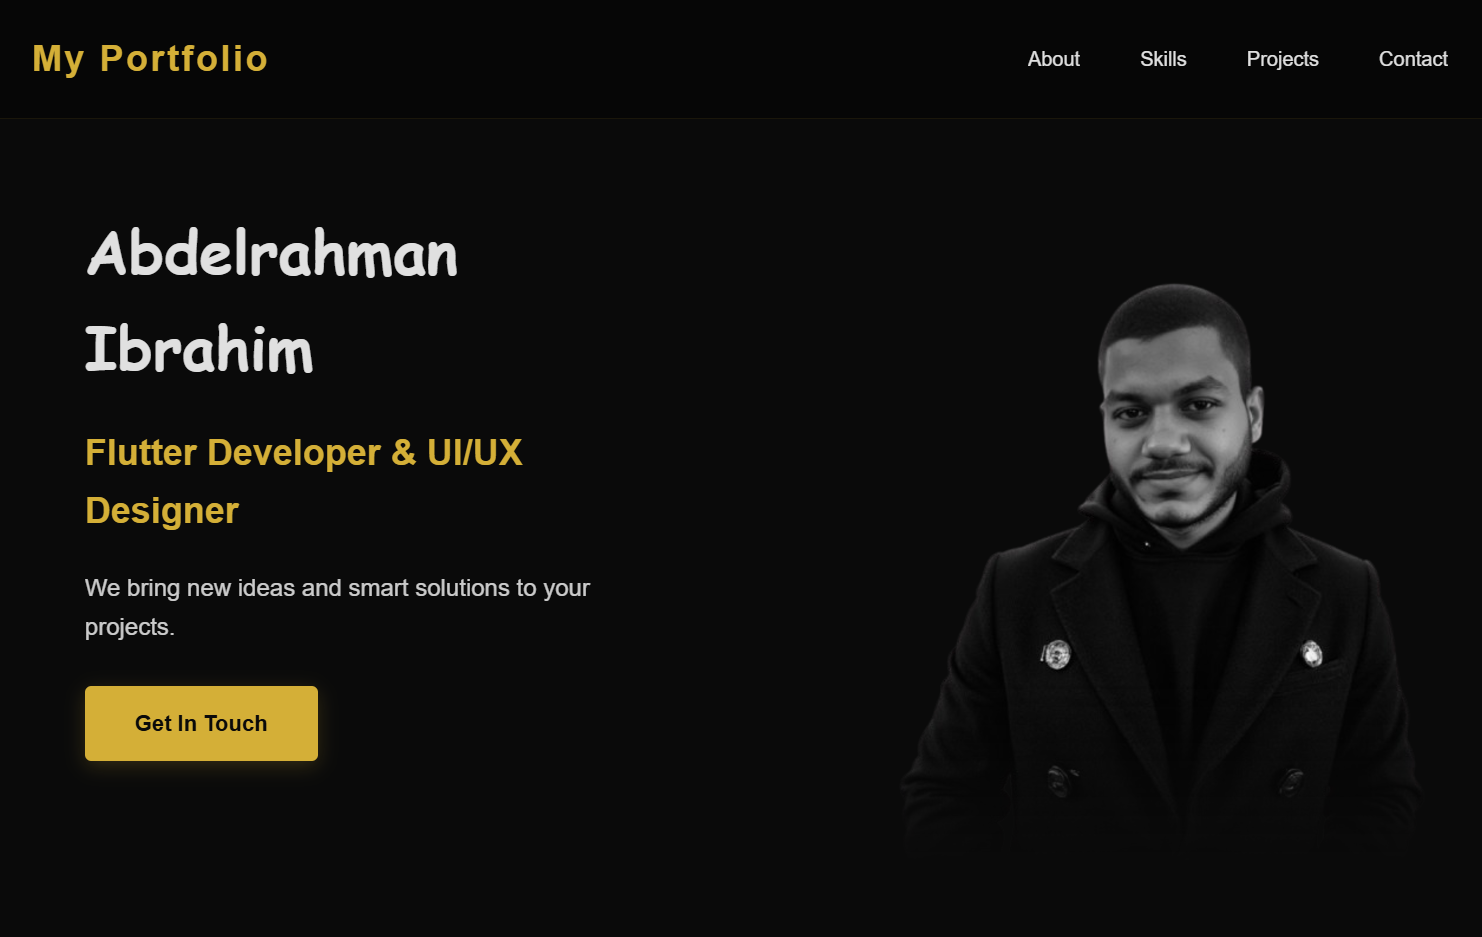 My Portfolio
About Skills Projects Contact
Abdelrahman
Ibrahim
Flutter Developer & UI/UX
Designer
We bring new ideas and smart solutions to your
projects.
Get In Touch